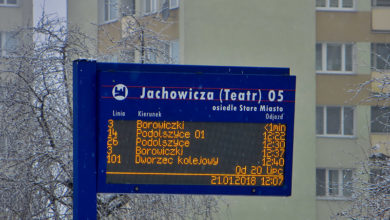 Jachowicza (Teatr) 05
osiedle Stare Miasto
Linia Kierunek Odjazd
3 Borowiczki <1min
14 Podolszyce 01 12:22
26 Podolszyce 12:30
3 Borowiczki 12:37
101 Dworzec kolejowy 12:40
Od 20 lipc
21.01.2018 12:07